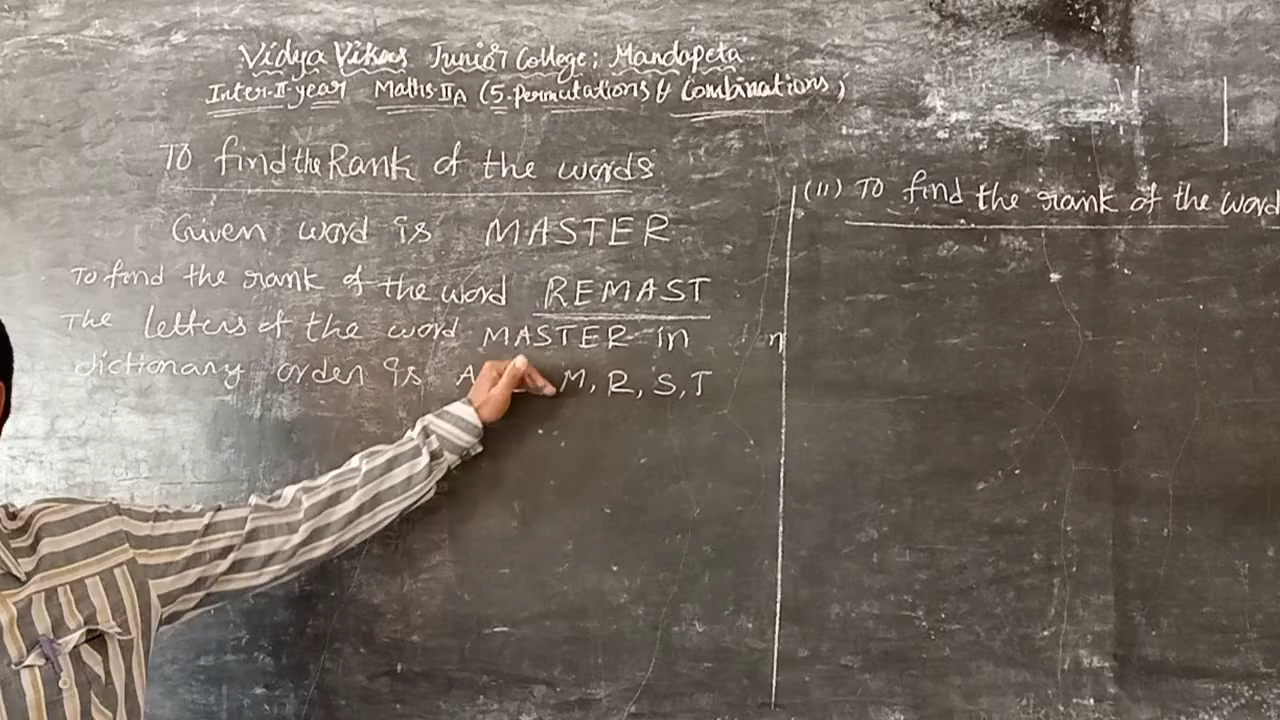 Vidya Vikas Junior College; Mandapeta
Inter-II-year Maths IIA (5. Permutations & Combinations)
To find the Rank of the words
Given word is MASTER
To find the rank of the word REMAST
The letters of the word MASTER in
dictionary order is A M, R, S, T
(11) To find the rank of the word